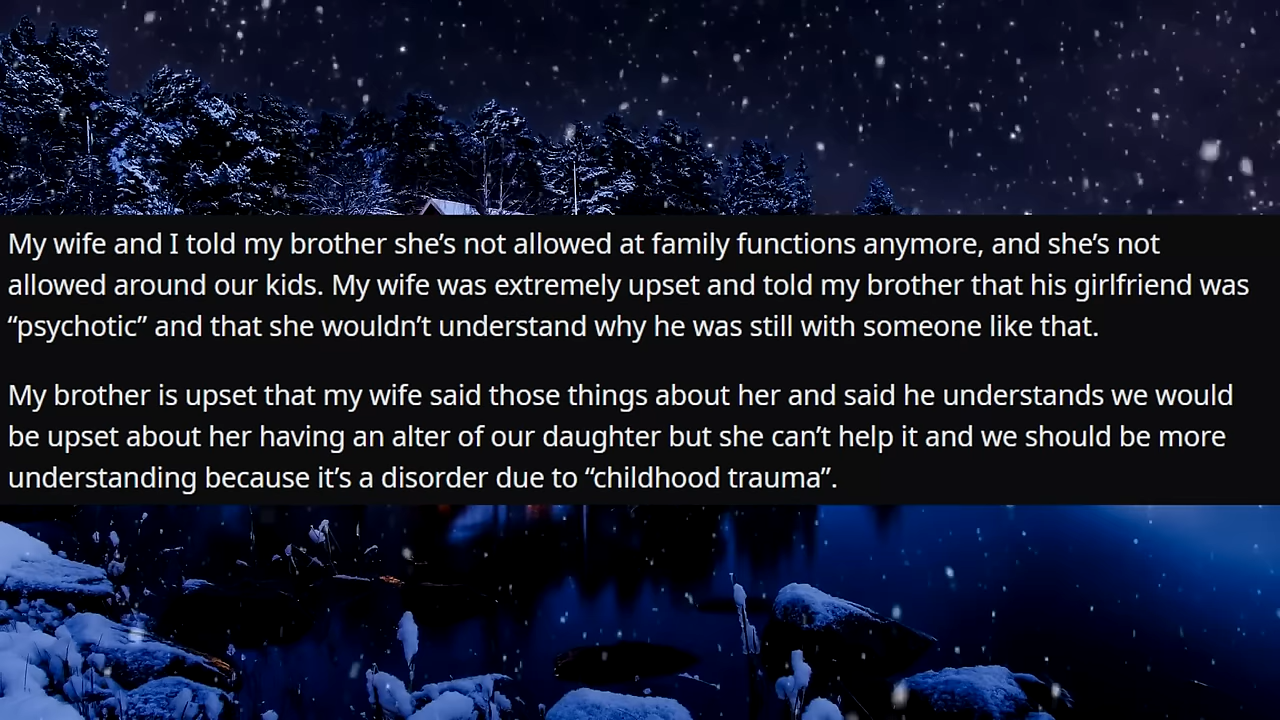 My wife and I told my brother she’s not allowed at family functions anymore, and she’s not
allowed around our kids. My wife was extremely upset and told my brother that his girlfriend was
“psychotic” and that she wouldn’t understand why he was still with someone like that.
My brother is upset that my wife said those things about her and said he understands we would
be upset about her having an alter of our daughter but she can’t help it and we should be more
understanding because it’s a disorder due to “childhood trauma”.